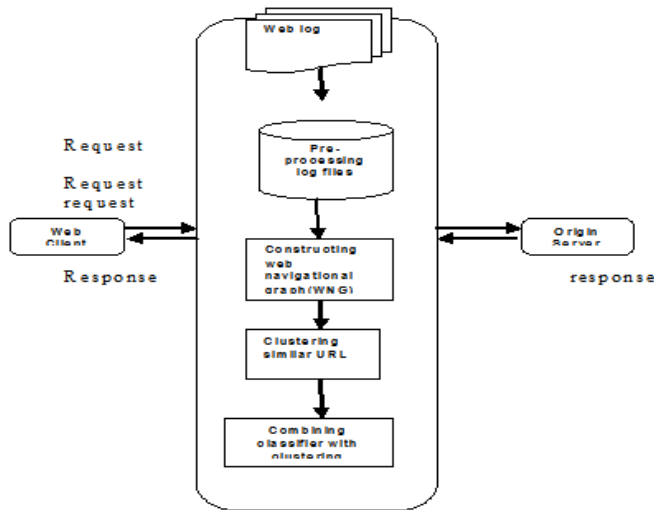 Web log
Pre-
processing
log files
Request
Request
request
Web
Client
Response
Constructing
web
navigational
graph(WNG)
Clustering
similar URL
Combining
classifier with
clustering
Origin
Server
response